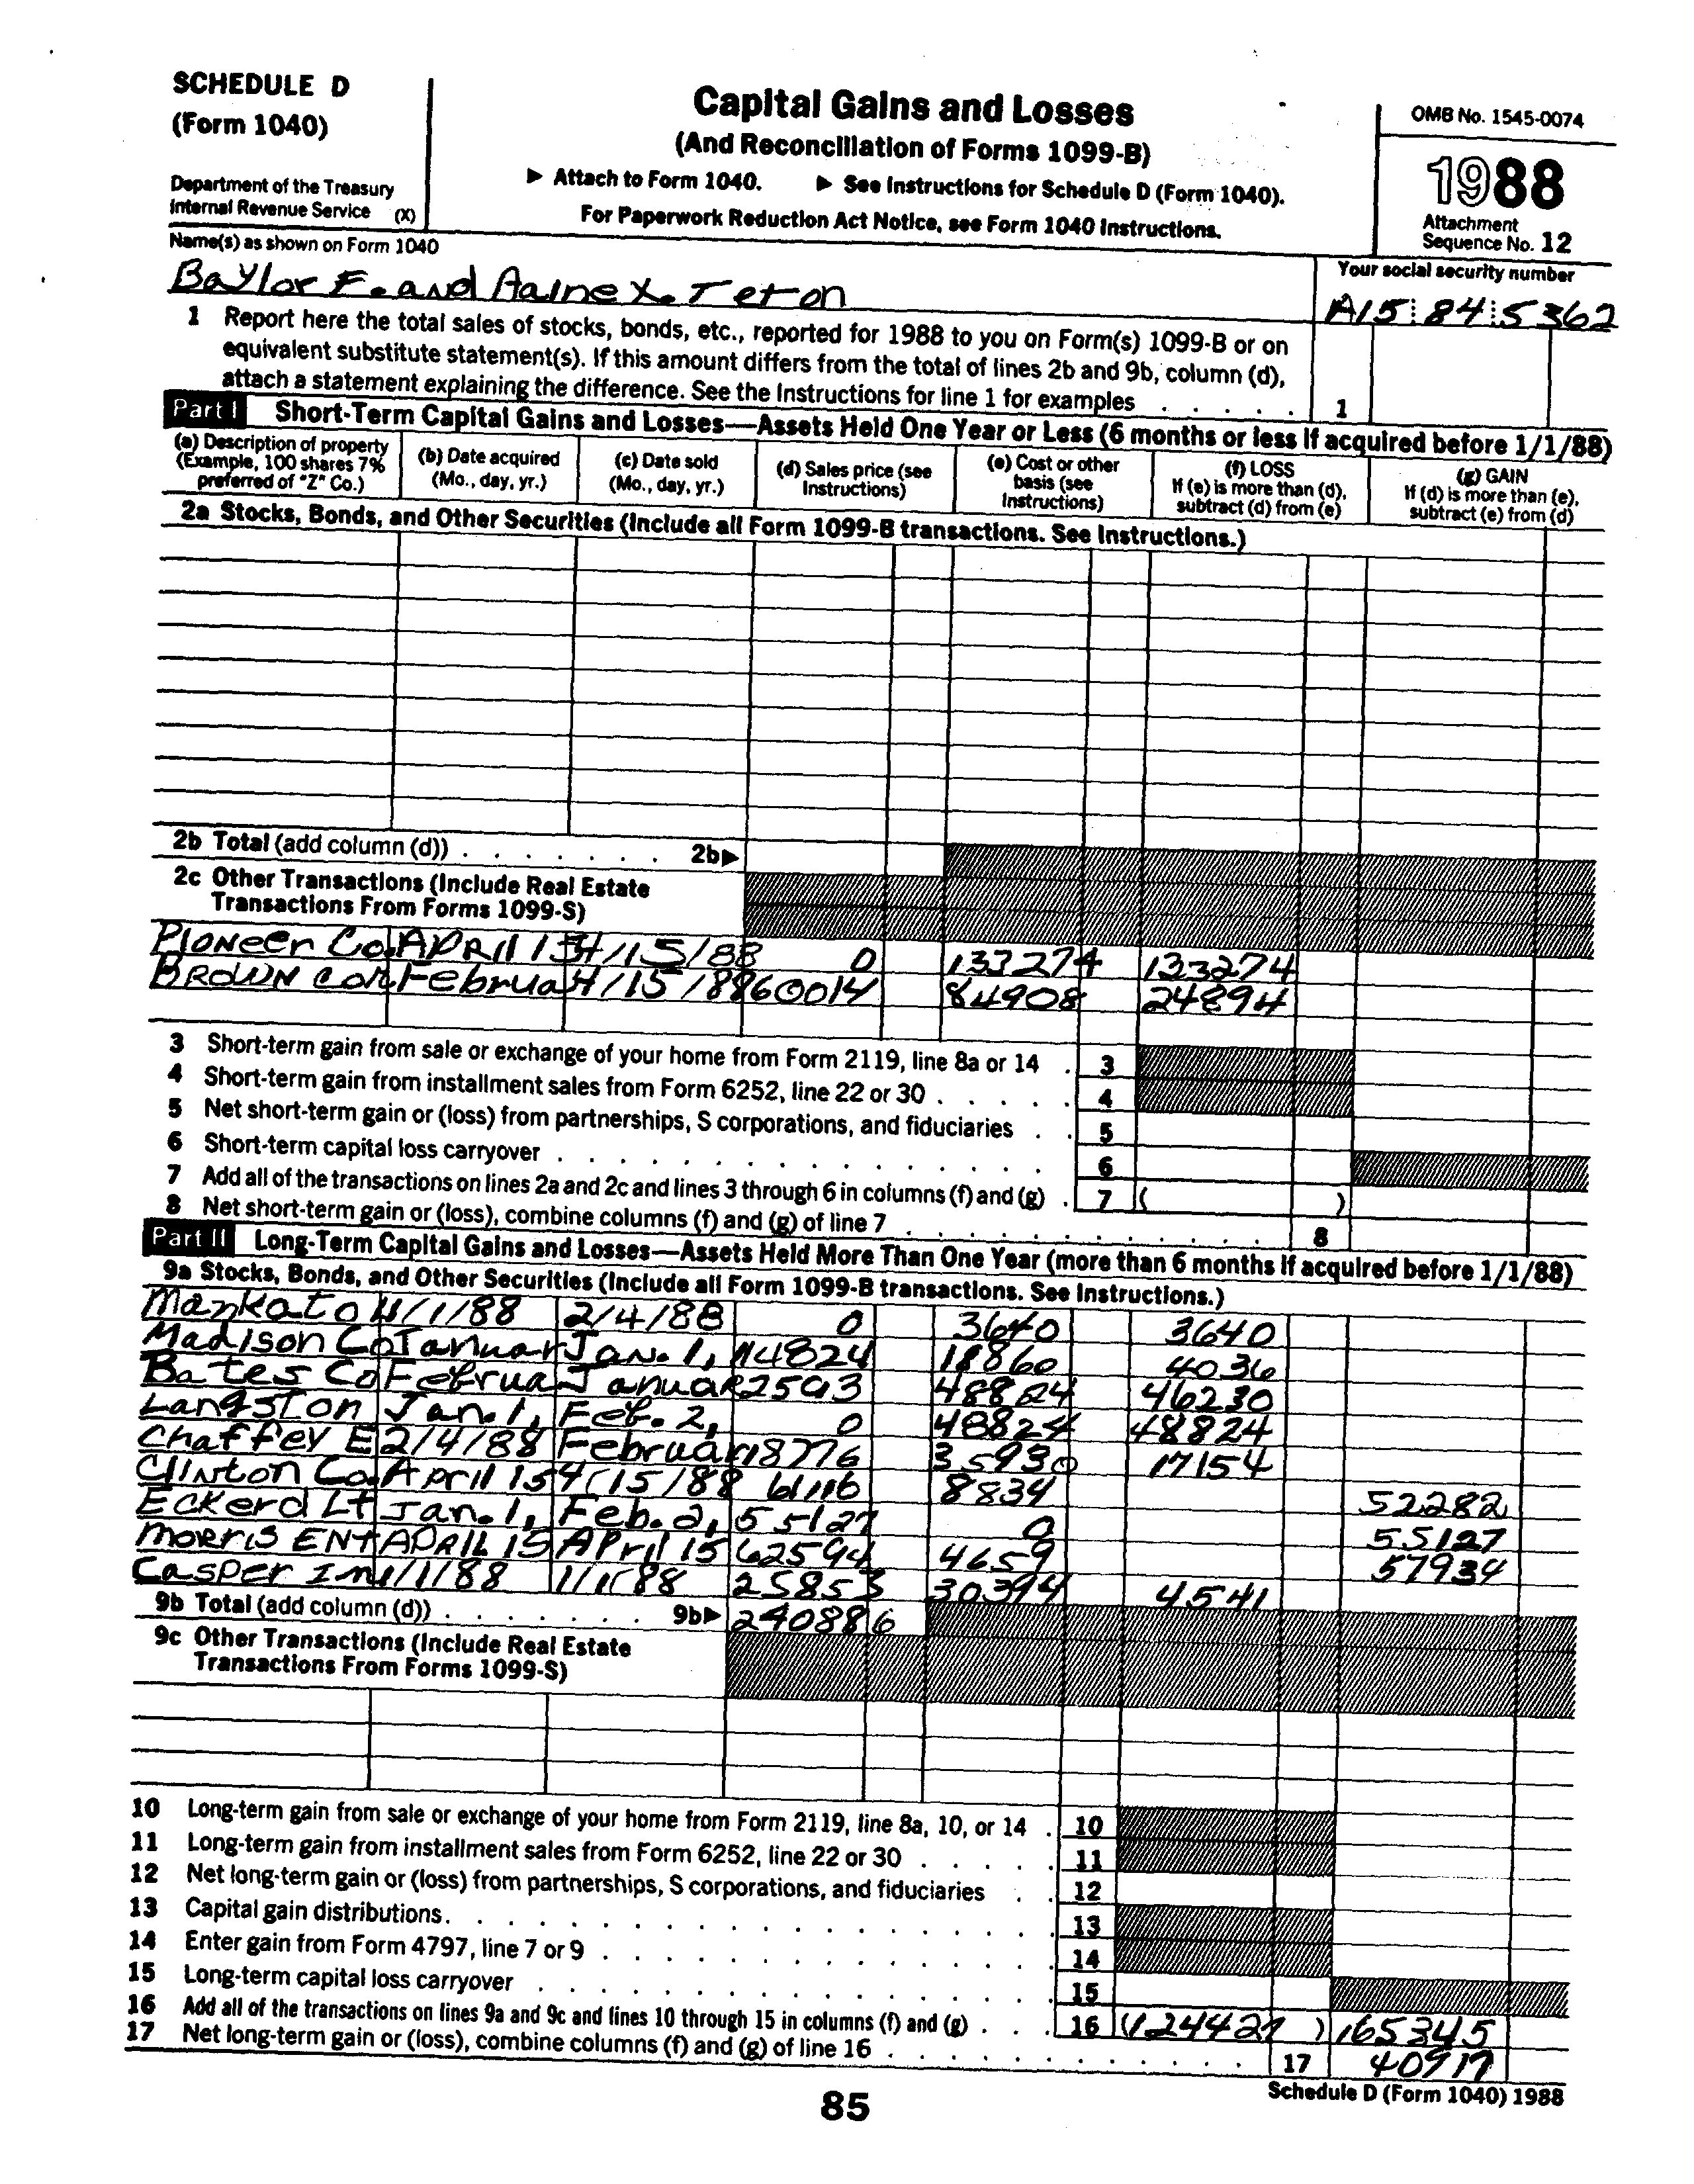 SCHEDULE D
(Form 1040)
Department of the Treasury
Internal Revenue Service (X)
Capital Gains and Losses
(And Reconciliation of Forms 1099-B)
▶ Attach to Form 1040. ▶ See Instructions for Schedule D (Form 1040).
For Paperwork Reduction Act Notice, see Form 1040 Instructions.
OMB No. 1545-0074
1988
Attachment
Sequence No. 12
Name(s) as shown on Form 1040
Baylor F. and Aaine X. Teton
Your social security number
A15 84 5362
1 Report here the total sales of stocks, bonds, etc., reported for 1988 to you on Form(s) 1099-B or on
equivalent substitute statement(s). If this amount differs from the total of lines 2b and 9b, column (d),
attach a statement explaining the difference. See the Instructions for line 1 for examples . . . . . 1
Part I Short-Term Capital Gains and Losses—Assets Held One Year or Less (6 months or less if acquired before 1/1/88)
(a) Description of property
(Example, 100 shares 7%
preferred of "Z" Co.)
(b) Date acquired
(Mo., day, yr.)
(c) Date sold
(Mo., day, yr.)
(d) Sales price (see
Instructions)
(e) Cost or other
basis (see
Instructions)
(f) LOSS
If (e) is more than (d),
subtract (d) from (e)
(g) GAIN
If (d) is more than (e),
subtract (e) from (d)
2a Stocks, Bonds, and Other Securities (Include all Form 1099-B transactions. See Instructions.)
2b Total (add column (d)) . . . . . . . 2b▶
2c Other Transactions (Include Real Estate
Transactions From Forms 1099-S)
Pioneer Co. APRil 15 4/15/88 0 133274 133274
BROWN Cor Februa 4/15/88 60014 84908 24894
3 Short-term gain from sale or exchange of your home from Form 2119, line 8a or 14 . 3
4 Short-term gain from installment sales from Form 6252, line 22 or 30 . . . . . 4
5 Net short-term gain or (loss) from partnerships, S corporations, and fiduciaries . . 5
6 Short-term capital loss carryover . . . . . . . . . . . . . . . 6
7 Add all of the transactions on lines 2a and 2c and lines 3 through 6 in columns (f) and (g) . 7 ( )
8 Net short-term gain or (loss), combine columns (f) and (g) of line 7 . . . . . . . . . . . . 8
Part II Long-Term Capital Gains and Losses—Assets Held More Than One Year (more than 6 months if acquired before 1/1/88)
9a Stocks, Bonds, and Other Securities (Include all Form 1099-B transactions. See Instructions.)
Mankato 4/1/88 2/4/88 0 3640 3640
Madison Co Januar Jan. 1, 14824 18860 4036
Bates Co Februa Januar 2593 48824 46230
Langston Jan. 1, Feb. 2, 0 48824 48824
Chaffey E 2/4/88 Februar 18776 35930 17154
Clinton Co. April 15 4/15/88 61116 8834 52282
Eckerd Lt Jan. 1, Feb. 2, 55127 0 55127
Morris ENT APRIL 15 APril 15 62594 4659 57934
Casper In 1/1/88 1/1/88 25853 30394 4541
9b Total (add column (d)) . . . . . . . 9b▶ 240886
9c Other Transactions (Include Real Estate
Transactions From Forms 1099-S)
10 Long-term gain from sale or exchange of your home from Form 2119, line 8a, 10, or 14 . 10
11 Long-term gain from installment sales from Form 6252, line 22 or 30 . . . . . 11
12 Net long-term gain or (loss) from partnerships, S corporations, and fiduciaries . . 12
13 Capital gain distributions. . . . . . . . . . . . . . . . . . 13
14 Enter gain from Form 4797, line 7 or 9 . . . . . . . . . . . . . 14
15 Long-term capital loss carryover . . . . . . . . . . . . . . . 15
16 Add all of the transactions on lines 9a and 9c and lines 10 through 15 in columns (f) and (g) . . . 16 (124427 ) 165345
17 Net long-term gain or (loss), combine columns (f) and (g) of line 16 . . . . . . . . . . . . 17 40917
Schedule D (Form 1040) 1988
85